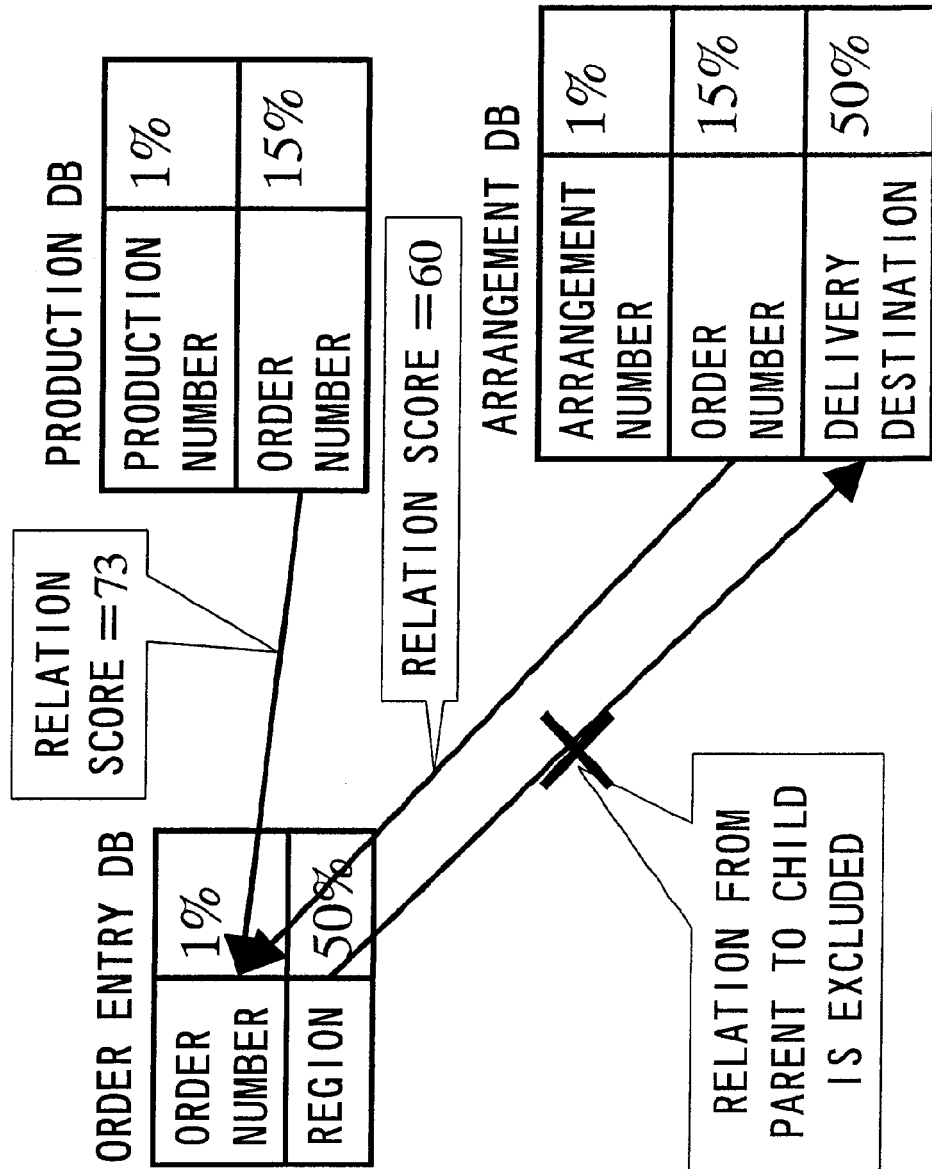 ORDER ENTRY DB
ORDER
NUMBER
1%
REGION
50%
RELATION
SCORE=73
PRODUCTION DB
PRODUCTION
NUMBER
1%
ORDER
NUMBER
15%
RELATION SCORE=60
ARRANGEMENT DB
ARRANGEMENT
NUMBER
1%
ORDER
NUMBER
15%
DELIVERY
DESTINATION
50%
RELATION FROM
PARENT TO CHILD
IS EXCLUDED